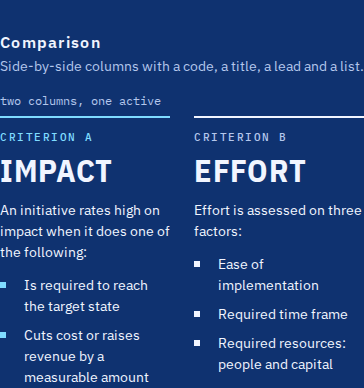 Comparison
Side-by-side columns with a code, a title, a lead and a list.
two columns, one active
CRITERION A
IMPACT
An initiative rates high on
impact when it does one of
the following:
Is required to reach
the target state
Cuts cost or raises
revenue by a
measurable amount
CRITERION B
EFFORT
Effort is assessed on three
factors:
Ease of
implementation
Required time frame
Required resources:
people and capital